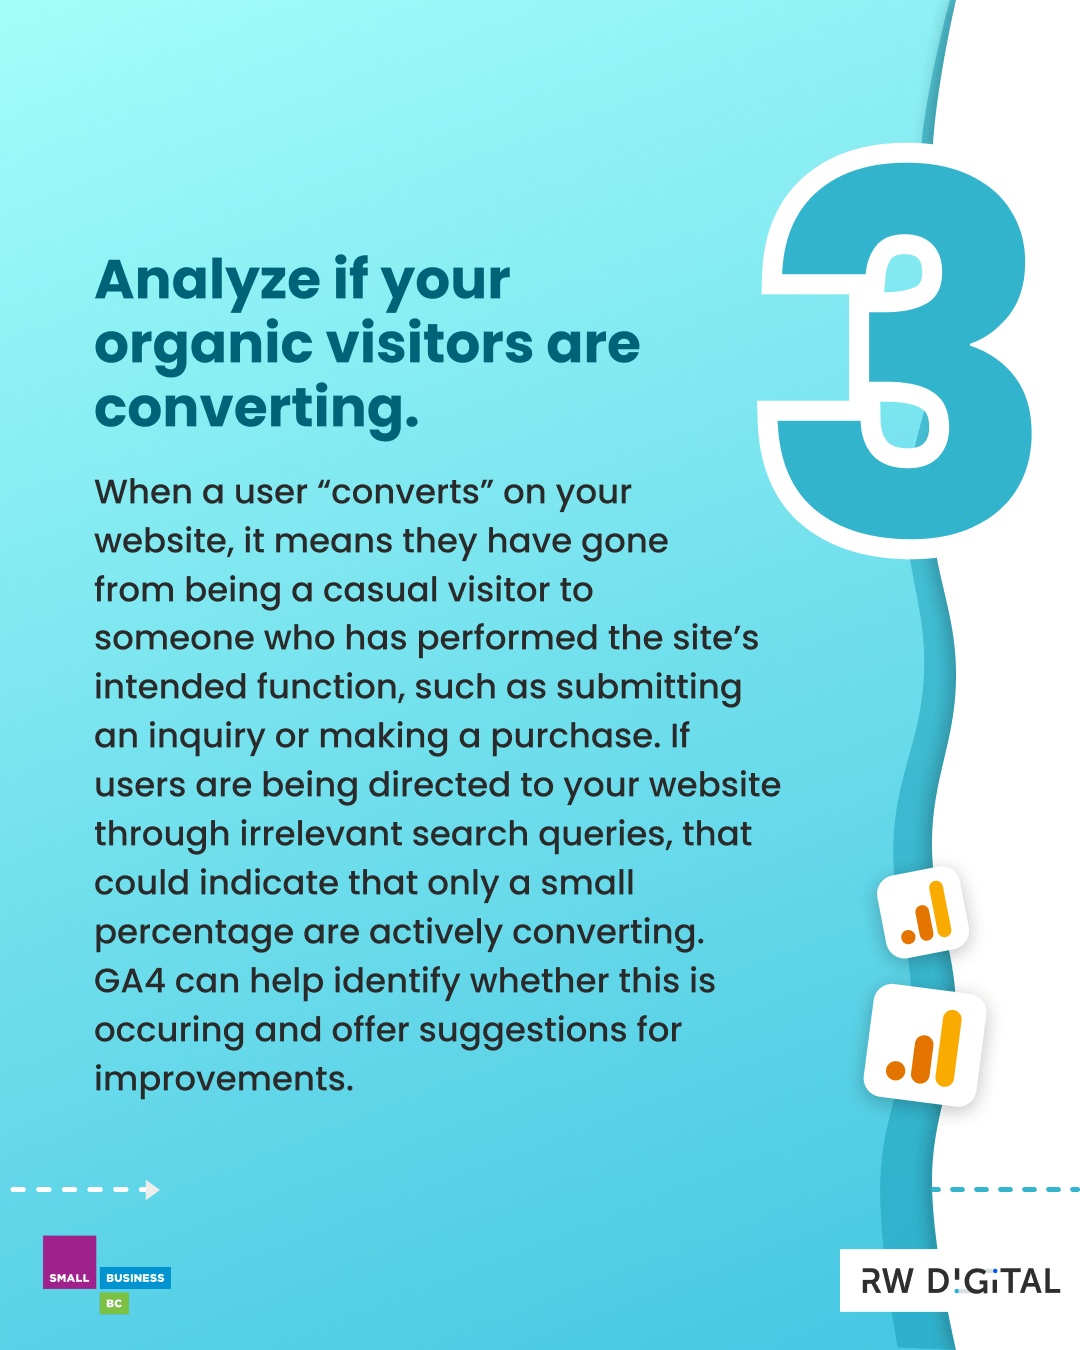 3
Analyze if your
organic visitors are
converting.
When a user “converts” on your
website, it means they have gone
from being a casual visitor to
someone who has performed the site’s
intended function, such as submitting
an inquiry or making a purchase. If
users are being directed to your website
through irrelevant search queries, that
could indicate that only a small
percentage are actively converting.
GA4 can help identify whether this is
occuring and offer suggestions for
improvements.
SMALL
BUSINESS
BC
RW DIGITAL